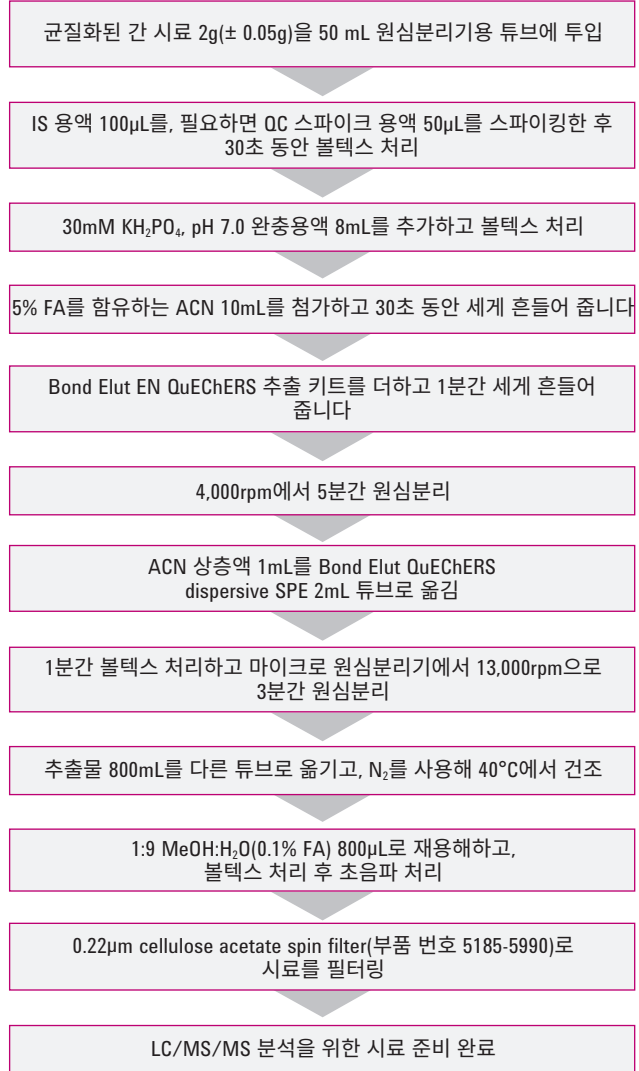 균질화된 간 시료 2g(± 0.05g)을 50 mL 원심분리기용 튜브에 투입
IS 용액 100µL를, 필요하면 QC 스파이크 용액 50µL를 스파이킹한 후
30초 동안 볼텍스 처리
30mM KH₂PO₄, pH 7.0 완충용액 8mL를 추가하고 볼텍스 처리
5% FA를 함유하는 ACN 10mL를 첨가하고 30초 동안 세게 흔들어 줍니다
Bond Elut EN QuEChERS 추출 키트를 더하고 1분간 세게 흔들어
줍니다
4,000rpm에서 5분간 원심분리
ACN 상층액 1mL를 Bond Elut QuEChERS
dispersive SPE 2mL 튜브로 옮김
1분간 볼텍스 처리하고 마이크로 원심분리기에서 13,000rpm으로
3분간 원심분리
추출물 800mL를 다른 튜브로 옮기고, N₂를 사용해 40°C에서 건조
1:9 MeOH:H₂O(0.1% FA) 800µL로 재용해하고,
볼텍스 처리 후 초음파 처리
0.22µm cellulose acetate spin filter(부품 번호 5185-5990)로
시료를 필터링
LC/MS/MS 분석을 위한 시료 준비 완료